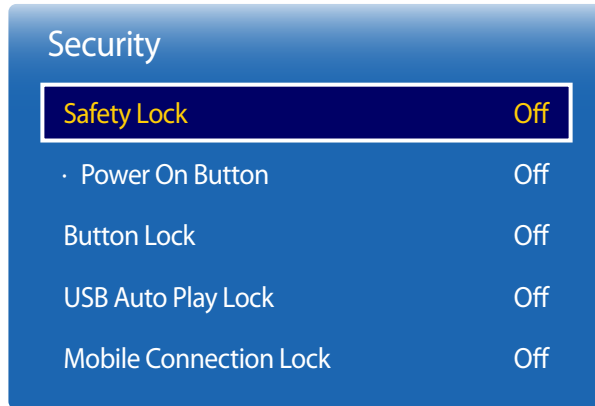 Security
Safety Lock Off
· Power On Button Off
Button Lock Off
USB Auto Play Lock Off
Mobile Connection Lock Off